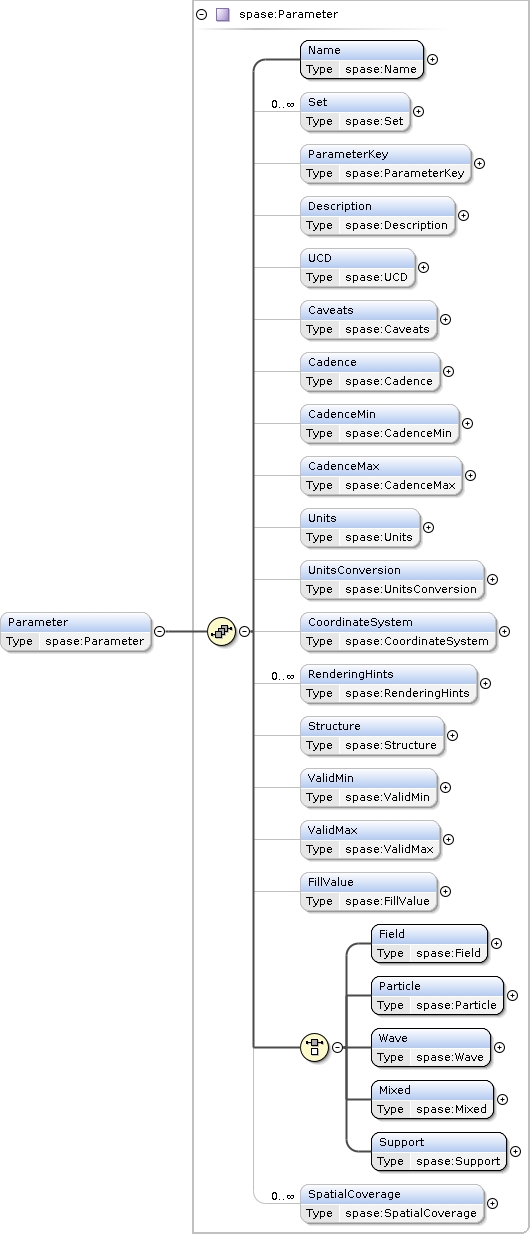 spase:Parameter
Name
Type spase:Name
0..∞ Set
Type spase:Set
ParameterKey
Type spase:ParameterKey
Description
Type spase:Description
UCD
Type spase:UCD
Caveats
Type spase:Caveats
Cadence
Type spase:Cadence
CadenceMin
Type spase:CadenceMin
CadenceMax
Type spase:CadenceMax
Units
Type spase:Units
UnitsConversion
Type spase:UnitsConversion
Parameter
Type spase:Parameter
CoordinateSystem
Type spase:CoordinateSystem
0..∞ RenderingHints
Type spase:RenderingHints
Structure
Type spase:Structure
ValidMin
Type spase:ValidMin
ValidMax
Type spase:ValidMax
FillValue
Type spase:FillValue
Field
Type spase:Field
Particle
Type spase:Particle
Wave
Type spase:Wave
Mixed
Type spase:Mixed
Support
Type spase:Support
0..∞ SpatialCoverage
Type spase:SpatialCoverage